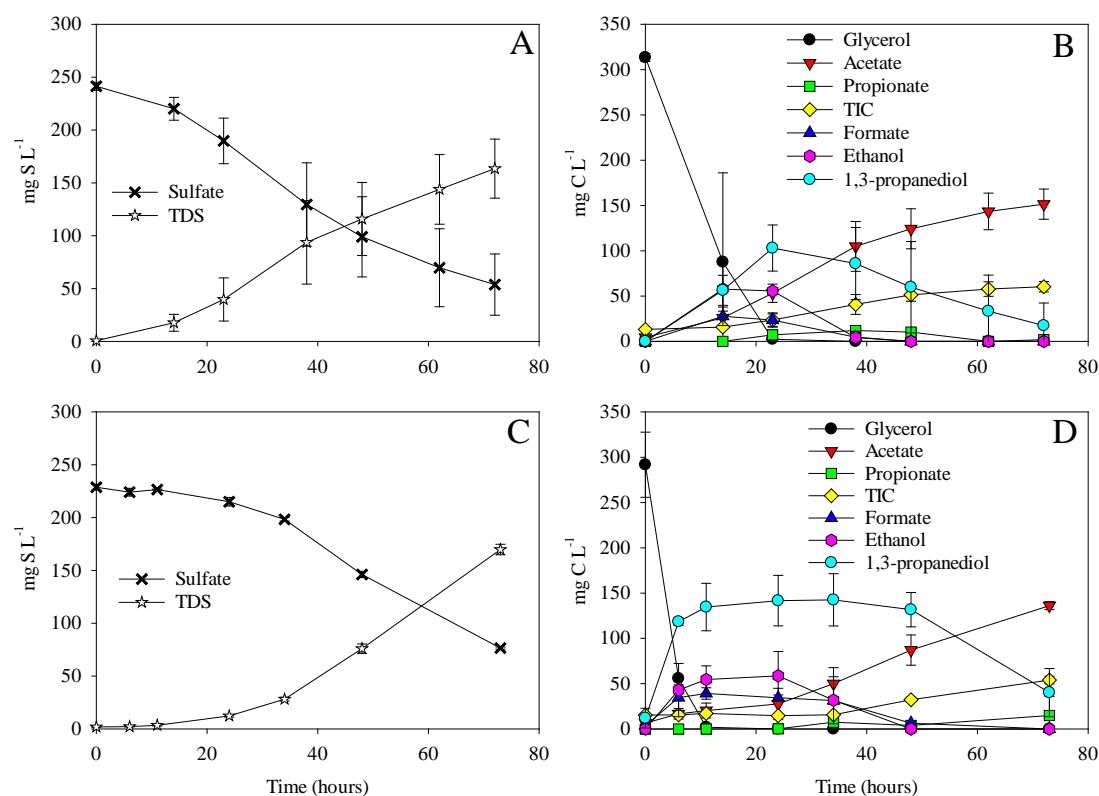 A
300
250
200
150
100
50
0
mg S L-1
Sulfate
TDS
0 20 40 60 80
B
350
300
250
200
150
100
50
0
mg C L-1
Glycerol
Acetate
Propionate
TIC
Formate
Ethanol
1,3-propanediol
0 20 40 60 80
C
300
250
200
150
100
50
0
mg S L-1
Sulfate
TDS
0 20 40 60 80
Time (hours)
D
350
300
250
200
150
100
50
0
mg C L-1
Glycerol
Acetate
Propionate
TIC
Formate
Ethanol
1,3-propanediol
0 20 40 60 80
Time (hours)